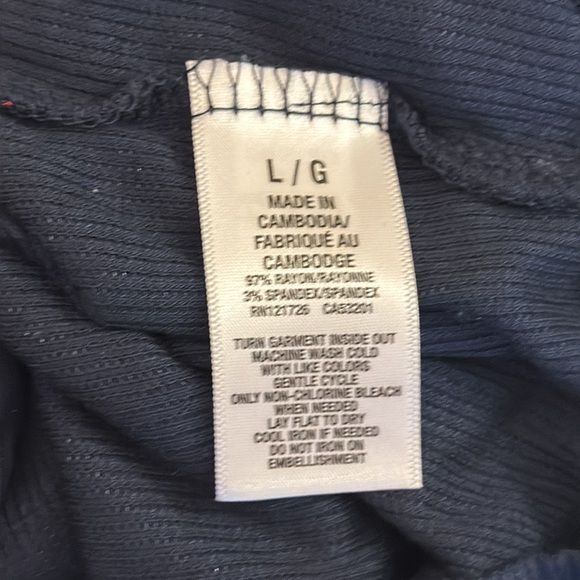 L / G
MADE IN
CAMBODIA/
FABRIQUÉ AU
CAMBODGE
97% RAYON/RAYONNE
3% SPANDEX/SPANDEX
RN121726 CA53201
TURN GARMENT INSIDE OUT
MACHINE WASH COLD
WITH LIKE COLORS
GENTLE CYCLE
ONLY NON-CHLORINE BLEACH
WHEN NEEDED
LAY FLAT TO DRY
COOL IRON IF NEEDED
DO NOT IRON ON
EMBELLISHMENT